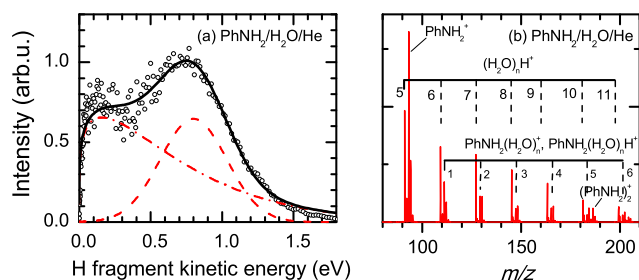 (a) PhNH₂/H₂O/He
Intensity (arb.u.)
1.0
0.5
0.0
0.0 0.5 1.0 1.5
H fragment kinetic energy (eV)
(b) PhNH₂/H₂O/He
PhNH₂⁺
(H₂O)ₙH⁺
5 6 7 8 9 10 11
PhNH₂(H₂O)ₙ⁺, PhNH₂(H₂O)ₙH⁺
1 2 3 4 5 6
(PhNH₂)₂⁺
100 150 200
m/z